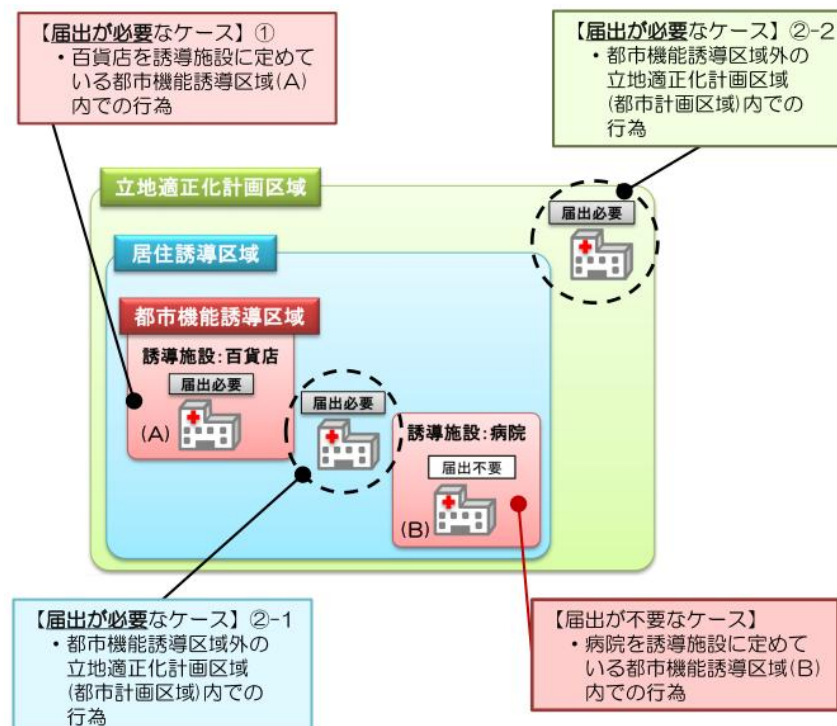 【届出が必要なケース】①
・百貨店を誘導施設に定めて
いる都市機能誘導区域(A)
内での行為
【届出が必要なケース】②-2
・都市機能誘導区域外の
立地適正化計画区域
(都市計画区域)内での
行為
立地適正化計画区域
届出必要
居住誘導区域
都市機能誘導区域
誘導施設:百貨店
届出必要
(A)
届出必要
誘導施設:病院
届出不要
(B)
【届出が必要なケース】②-1
・都市機能誘導区域外の
立地適正化計画区域
(都市計画区域)内での
行為
【届出が不要なケース】
・病院を誘導施設に定めて
いる都市機能誘導区域(B)
内での行為